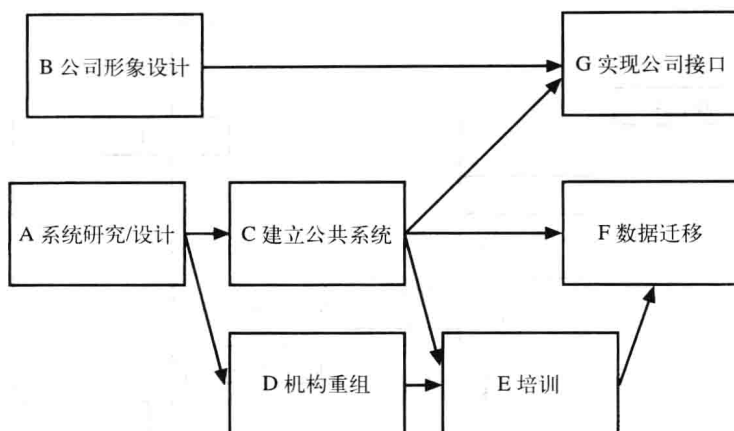 B 公司形象设计
G 实现公司接口
A 系统研究/设计
C 建立公共系统
F 数据迁移
D 机构重组
E 培训